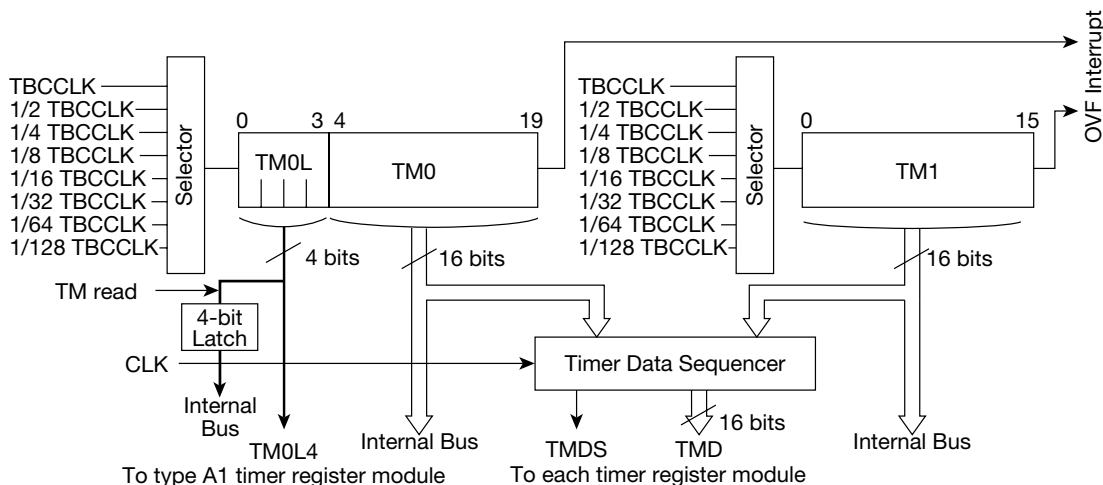 TBCCLK
1/2 TBCCLK
1/4 TBCCLK
1/8 TBCCLK
1/16 TBCCLK
1/32 TBCCLK
1/64 TBCCLK
1/128 TBCCLK
Selector
0 3 4 19
TM0L
TM0
TBCCLK
1/2 TBCCLK
1/4 TBCCLK
1/8 TBCCLK
1/16 TBCCLK
1/32 TBCCLK
1/64 TBCCLK
1/128 TBCCLK
Selector
0 15
TM1
OVF Interrupt
4 bits
16 bits
16 bits
TM read
4-bit
Latch
CLK
Timer Data Sequencer
Internal
Bus
TM0L4
To type A1 timer register module
Internal Bus
TMDS
TMD
16 bits
To each timer register module
Internal Bus